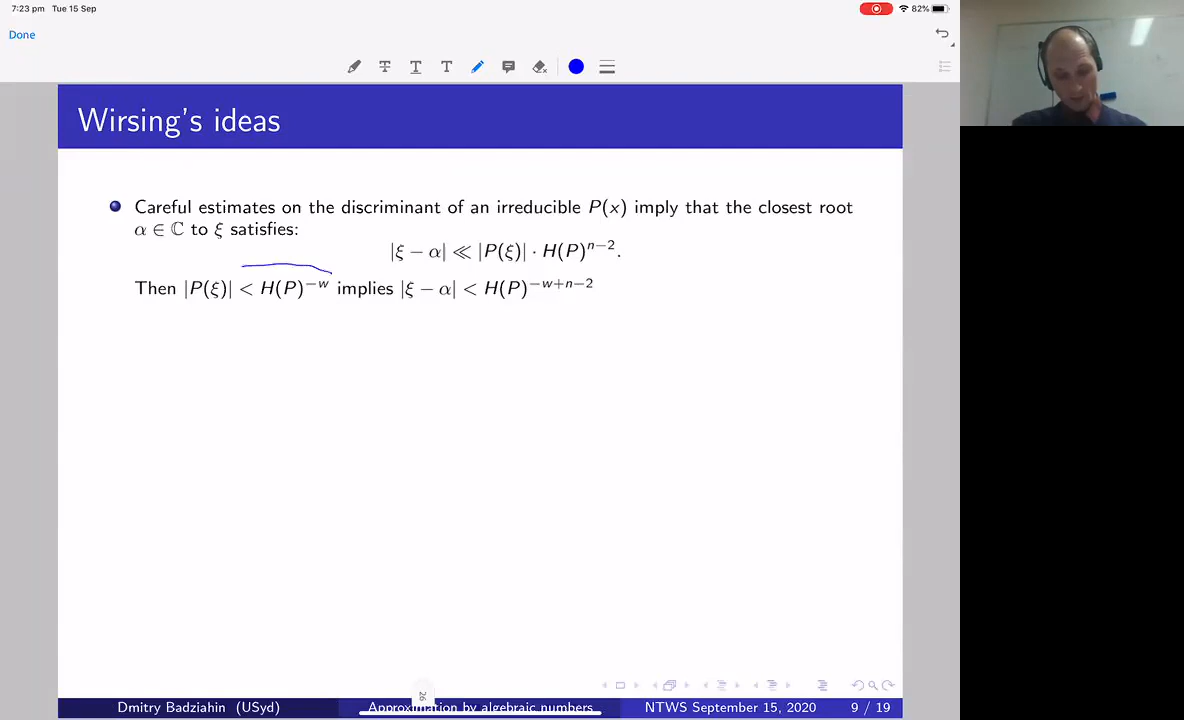 7:23 pm Tue 15 Sep
82%
Done
Wirsing's ideas
Careful estimates on the discriminant of an irreducible P(x) imply that the closest root
α ∈ ℂ to ξ satisfies:
|ξ − α| ≪ |P(ξ)| · H(P)^{n−2}.
Then |P(ξ)| < H(P)^{−w} implies |ξ − α| < H(P)^{−w+n−2}
26
Dmitry Badziahin (USyd) Approximation by algebraic numbers NTWS September 15, 2020 9 / 19